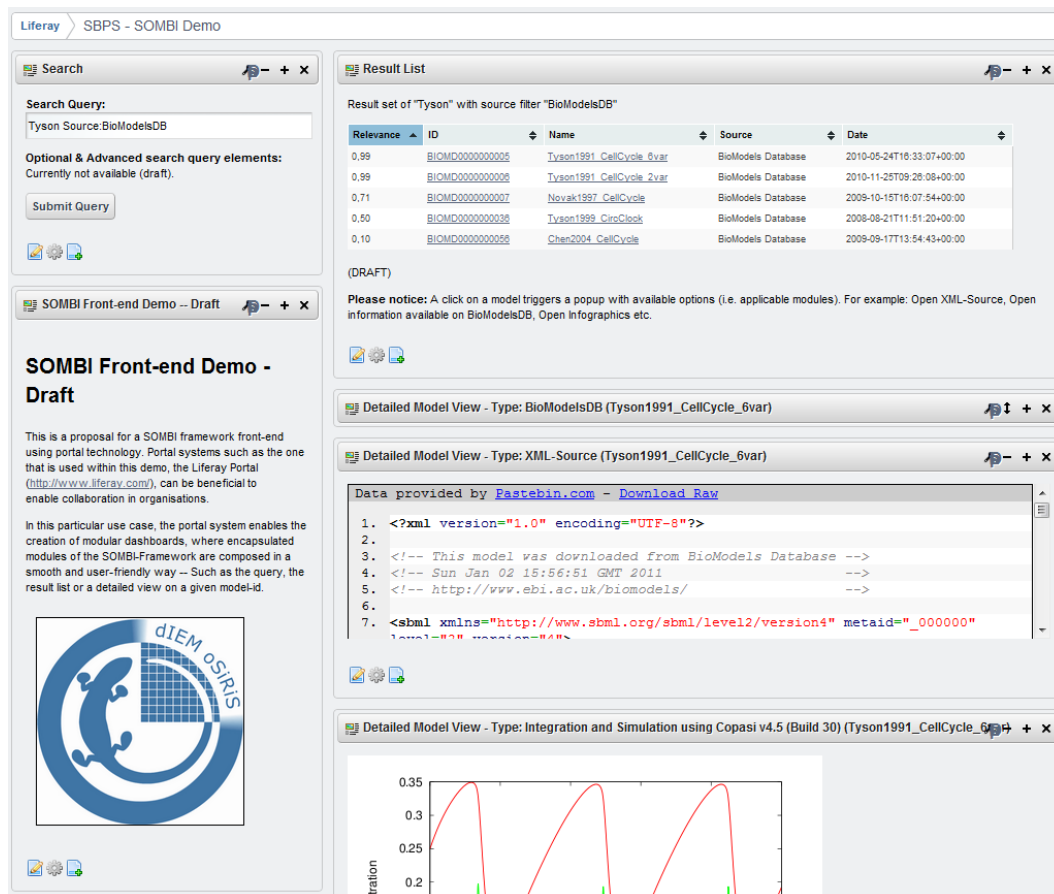 Liferay SBPS - SOMBI Demo
Search
Search Query:
Tyson Source:BioModelsDB
Optional & Advanced search query elements:
Currently not available (draft).
Submit Query
SOMBI Front-end Demo -- Draft
SOMBI Front-end Demo -
Draft
This is a proposal for a SOMBI framework front-end
using portal technology. Portal systems such as the one
that is used within this demo, the Liferay Portal
(http://www.liferay.com/), can be beneficial to
enable collaboration in organisations.
In this particular use case, the portal system enables the
creation of modular dashboards, where encapsulated
modules of the SOMBI-Framework are composed in a
smooth and user-friendly way -- Such as the query, the
result list or a detailed view on a given model-id.
dIEM oSiRiS
Result List
Result set of "Tyson" with source filter "BioModelsDB"
Relevance ID Name Source Date
0,99 BIOMD0000000005 Tyson1991_CellCycle_6var BioModels Database 2010-05-24T16:33:07+00:00
0,99 BIOMD0000000006 Tyson1991_CellCycle_2var BioModels Database 2010-11-25T09:26:08+00:00
0,71 BIOMD0000000007 Novak1997_CellCycle BioModels Database 2009-10-15T16:07:54+00:00
0,50 BIOMD0000000036 Tyson1999_CircClock BioModels Database 2008-08-21T11:51:20+00:00
0,10 BIOMD0000000056 Chen2004_CellCycle BioModels Database 2009-09-17T13:54:43+00:00
(DRAFT)
Please notice: A click on a model triggers a popup with available options (i.e. applicable modules). For example: Open XML-Source, Open
information available on BioModelsDB, Open Infographics etc.
Detailed Model View - Type: BioModelsDB (Tyson1991_CellCycle_6var)
Detailed Model View - Type: XML-Source (Tyson1991_CellCycle_6var)
Data provided by Pastebin.com - Download Raw
1. <?xml version="1.0" encoding="UTF-8"?>
2.
3. <!-- This model was downloaded from BioModels Database -->
4. <!-- Sun Jan 02 15:56:51 GMT 2011 -->
5. <!-- http://www.ebi.ac.uk/biomodels/ -->
6.
7. <sbml xmlns="http://www.sbml.org/sbml/level2/version4" metaid="_000000"
level="2" version="4">
Detailed Model View - Type: Integration and Simulation using Copasi v4.5 (Build 30) (Tyson1991_CellCycle_6var)
0.35
0.3
0.25
0.2